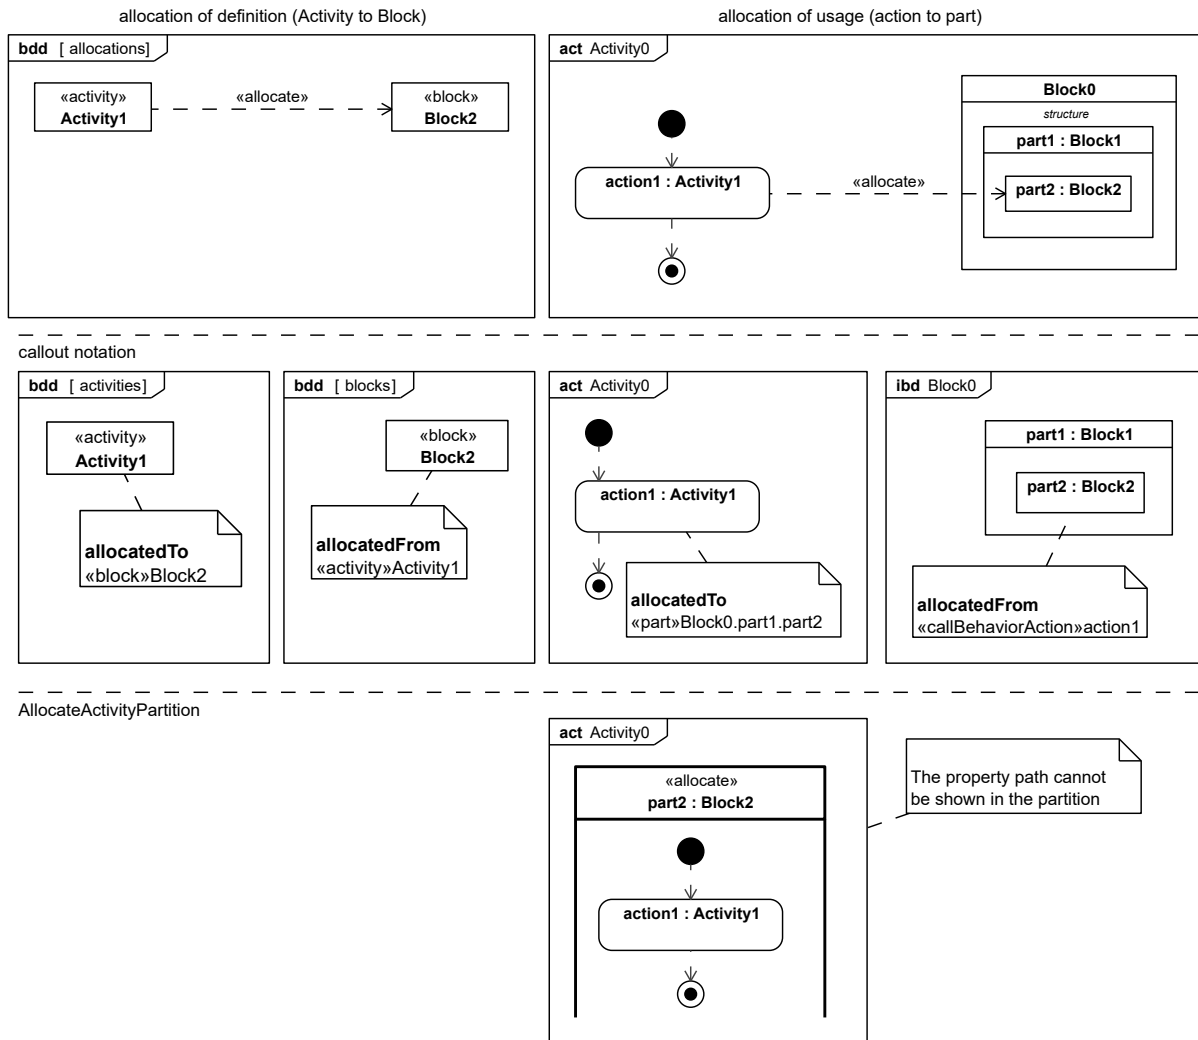 allocation of definition (Activity to Block)
allocation of usage (action to part)
bdd [ allocations]
«activity»
Activity1
«allocate»
«block»
Block2
act Activity0
action1 : Activity1
«allocate»
Block0
structure
part1 : Block1
part2 : Block2
callout notation
bdd [ activities]
«activity»
Activity1
allocatedTo
«block»Block2
bdd [ blocks]
«block»
Block2
allocatedFrom
«activity»Activity1
act Activity0
action1 : Activity1
allocatedTo
«part»Block0.part1.part2
ibd Block0
part1 : Block1
part2 : Block2
allocatedFrom
«callBehaviorAction»action1
AllocateActivityPartition
act Activity0
«allocate»
part2 : Block2
action1 : Activity1
The property path cannot
be shown in the partition